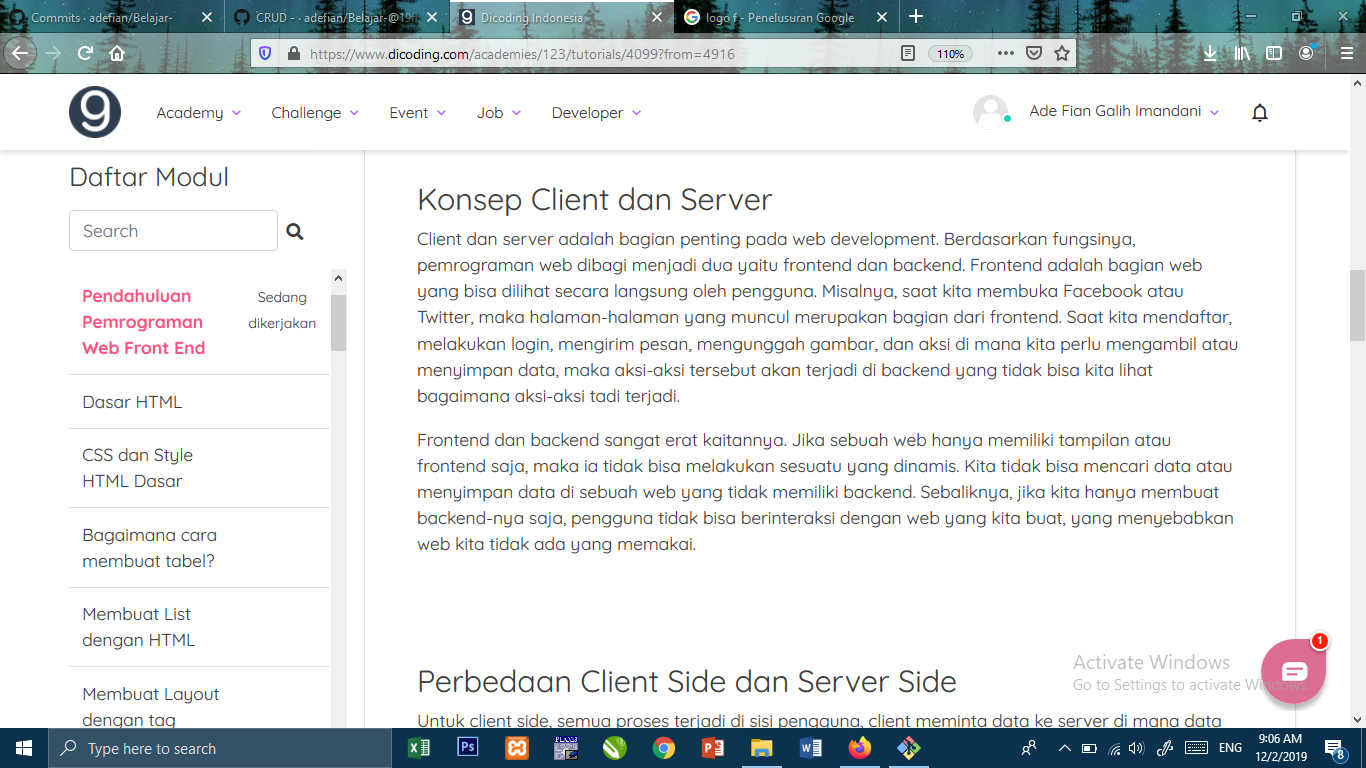 Commits · adefian/Belajar-
CRUD - · adefian/Belajar-@19f
Dicoding Indonesia
logo f - Penelusuran Google
https://www.dicoding.com/academies/123/tutorials/4099?from=4916
110%
Academy
Challenge
Event
Job
Developer
Ade Fian Galih Imandani
Daftar Modul
Search
Pendahuluan
Pemrograman
Web Front End
Sedang
dikerjakan
Dasar HTML
CSS dan Style
HTML Dasar
Bagaimana cara
membuat tabel?
Membuat List
dengan HTML
Membuat Layout
dengan tag
Konsep Client dan Server
Client dan server adalah bagian penting pada web development. Berdasarkan fungsinya,
pemrograman web dibagi menjadi dua yaitu frontend dan backend. Frontend adalah bagian web
yang bisa dilihat secara langsung oleh pengguna. Misalnya, saat kita membuka Facebook atau
Twitter, maka halaman-halaman yang muncul merupakan bagian dari frontend. Saat kita mendaftar,
melakukan login, mengirim pesan, mengunggah gambar, dan aksi di mana kita perlu mengambil atau
menyimpan data, maka aksi-aksi tersebut akan terjadi di backend yang tidak bisa kita lihat
bagaimana aksi-aksi tadi terjadi.
Frontend dan backend sangat erat kaitannya. Jika sebuah web hanya memiliki tampilan atau
frontend saja, maka ia tidak bisa melakukan sesuatu yang dinamis. Kita tidak bisa mencari data atau
menyimpan data di sebuah web yang tidak memiliki backend. Sebaliknya, jika kita hanya membuat
backend-nya saja, pengguna tidak bisa berinteraksi dengan web yang kita buat, yang menyebabkan
web kita tidak ada yang memakai.
Perbedaan Client Side dan Server Side
Untuk client side, semua proses terjadi di sisi pengguna, client meminta data ke server di mana data
1
Activate Windows
Go to Settings to activate Windows.
Type here to search
ENG
9:06 AM
12/2/2019
8